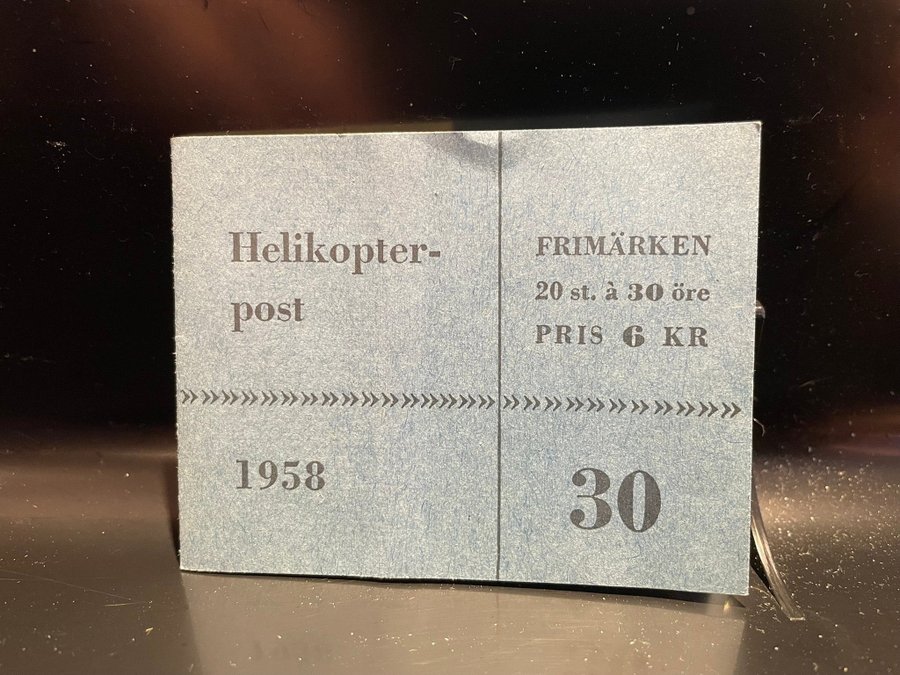 Helikopter-
post
1958
FRIMÄRKEN
20 st. à 30 öre
PRIS 6 KR
30